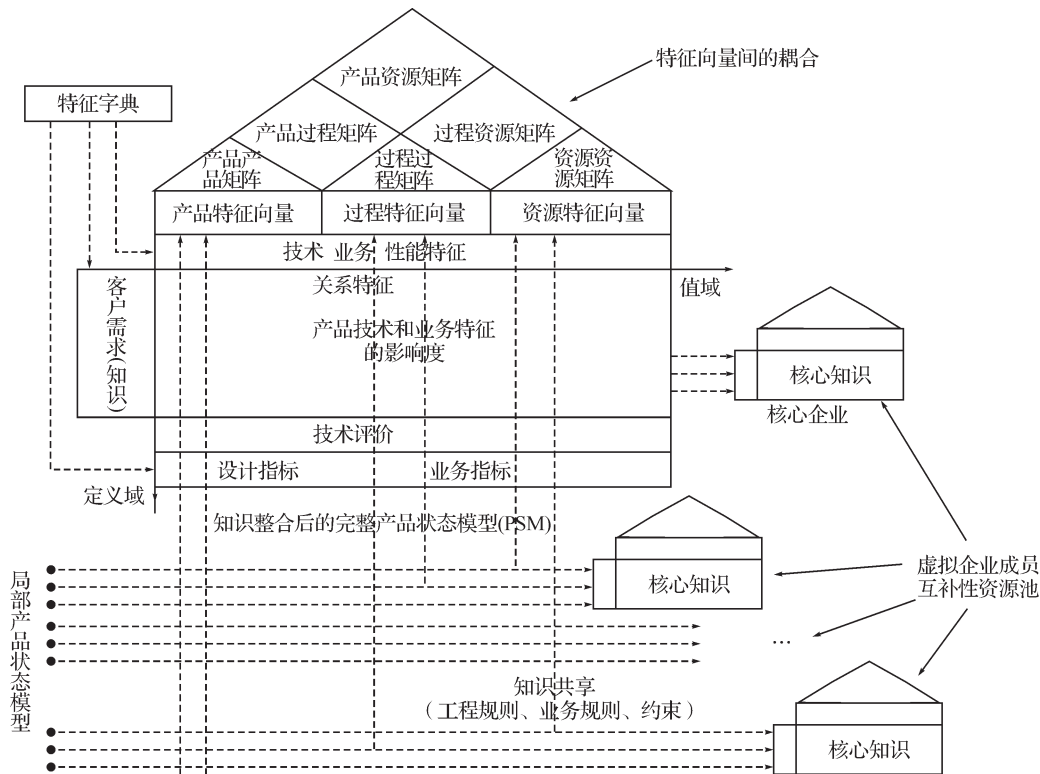 产品资源矩阵
特征向量间的耦合
特征字典
产品过程矩阵
过程资源矩阵
产品产
品矩阵
过程过
程矩阵
资源资
源矩阵
产品特征向量
过程特征向量
资源特征向量
技术 业务 性能特征
关系特征
值域
客户需求(知识)
产品技术和业务特征
的影响度
核心知识
核心企业
技术评价
设计指标
业务指标
定义域
知识整合后的完整产品状态模型(PSM)
局部产品状态模型
核心知识
虚拟企业成员
互补性资源池
…
知识共享
（工程规则、业务规则、约束）
核心知识